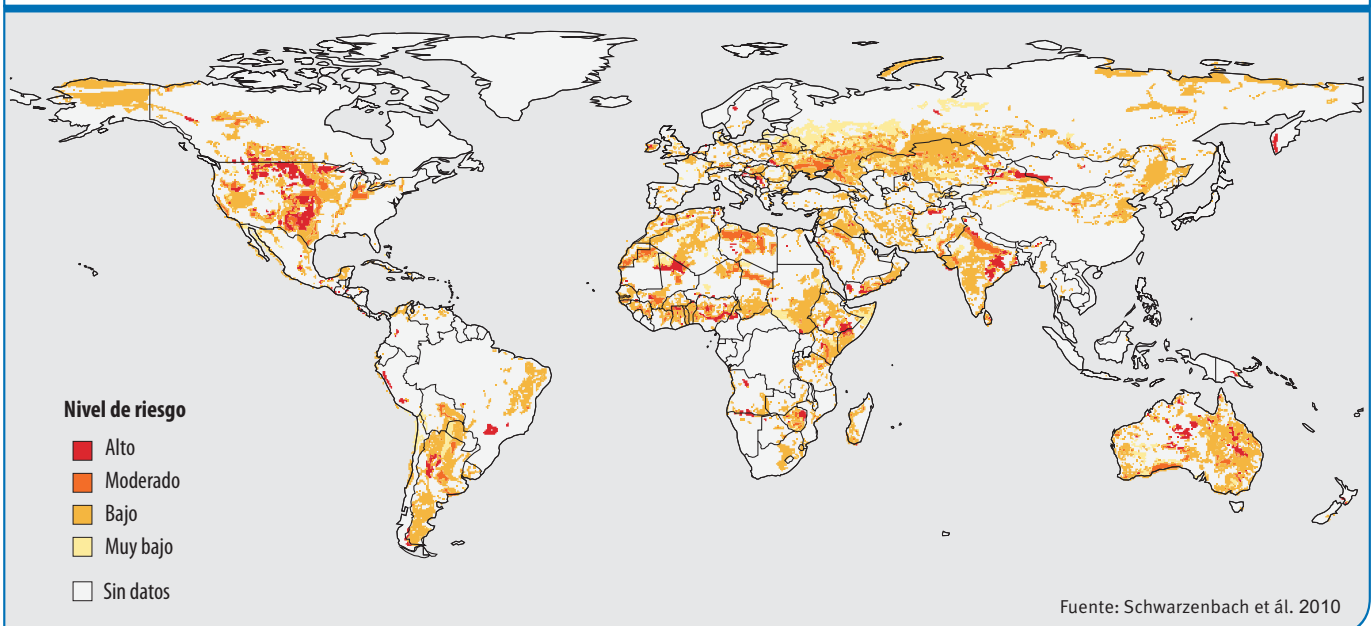 Nivel de riesgo
Alto
Moderado
Bajo
Muy bajo
Sin datos
Fuente: Schwarzenbach et ál. 2010